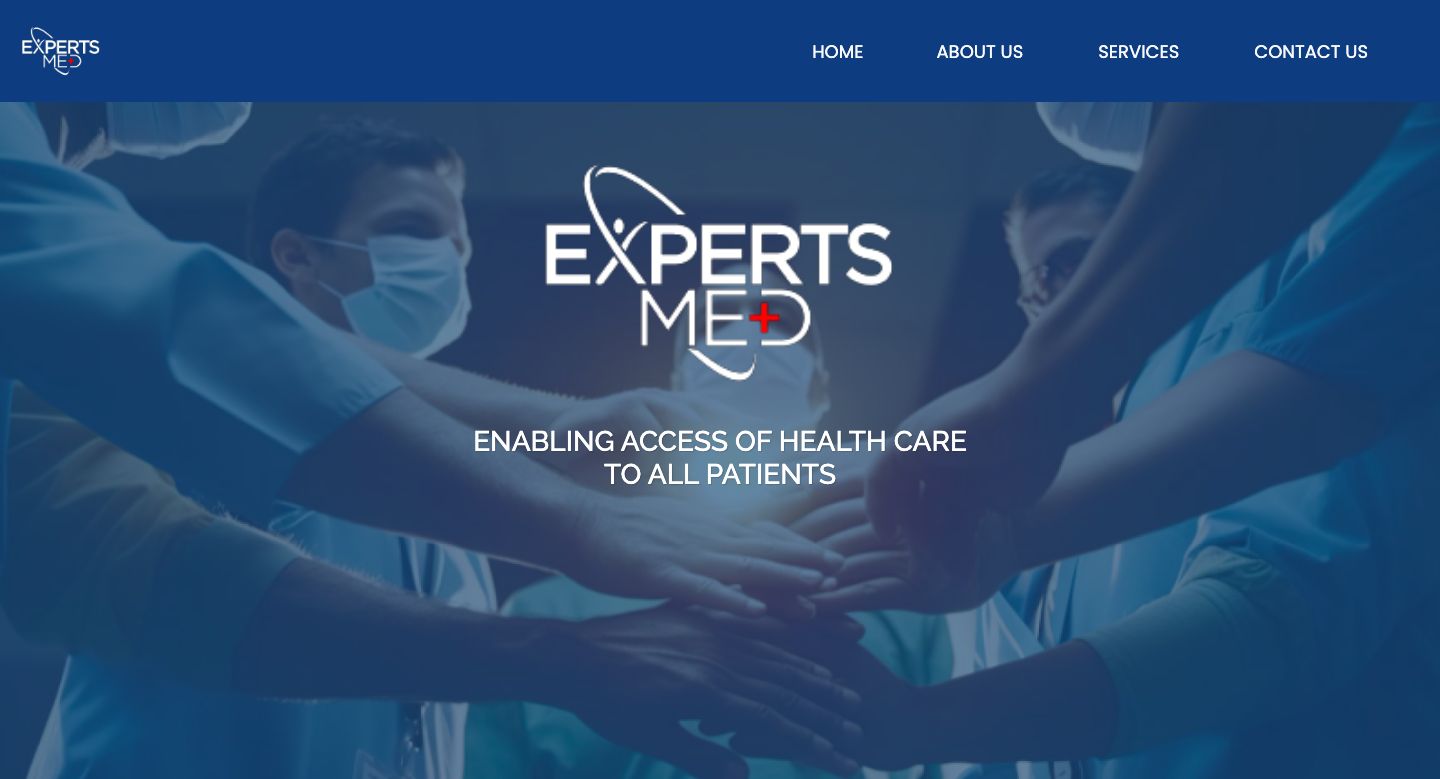 EXPERTS
MED
HOME
ABOUT US
SERVICES
CONTACT US
EXPERTS
MED
ENABLING ACCESS OF HEALTH CARE
TO ALL PATIENTS